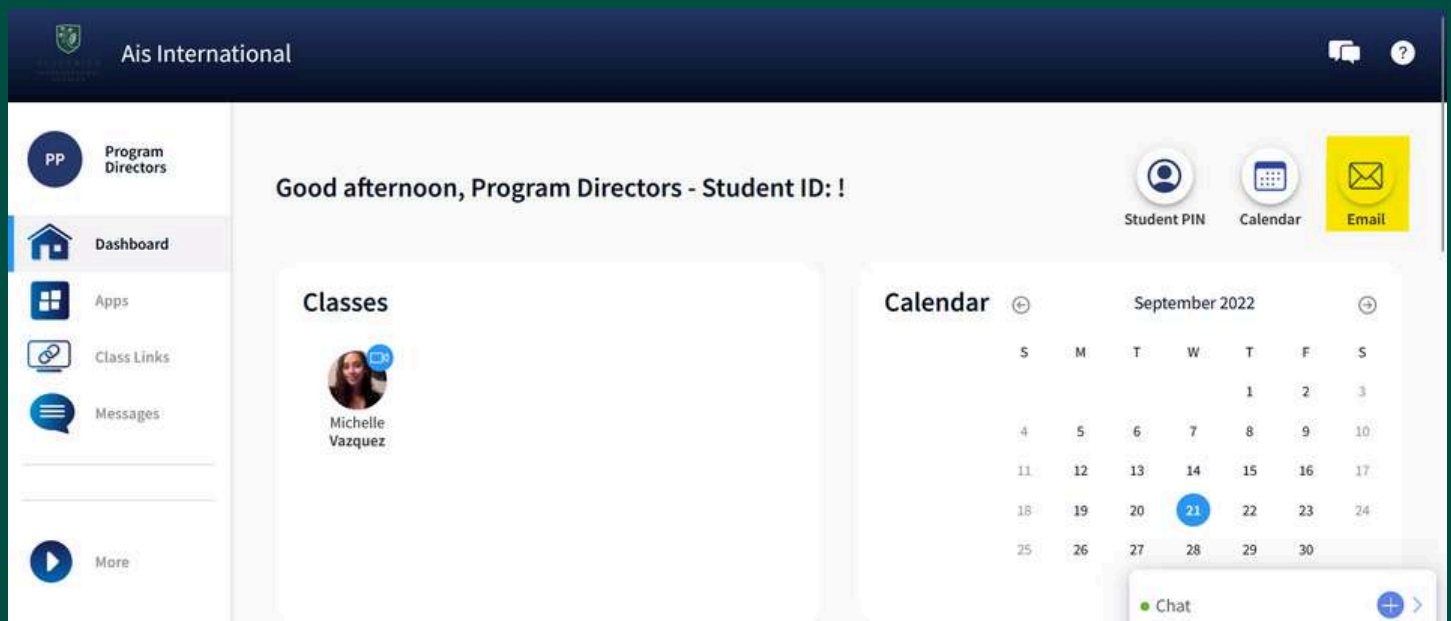 Ais International
?
PP
Program
Directors
Dashboard
Apps
Class Links
Messages
More
Good afternoon, Program Directors - Student ID: !
Student PIN
Calendar
Email
Classes
Michelle
Vazquez
Calendar
September 2022
S M T W T F S
1 2 3
4 5 6 7 8 9 10
11 12 13 14 15 16 17
18 19 20 21 22 23 24
25 26 27 28 29 30
Chat